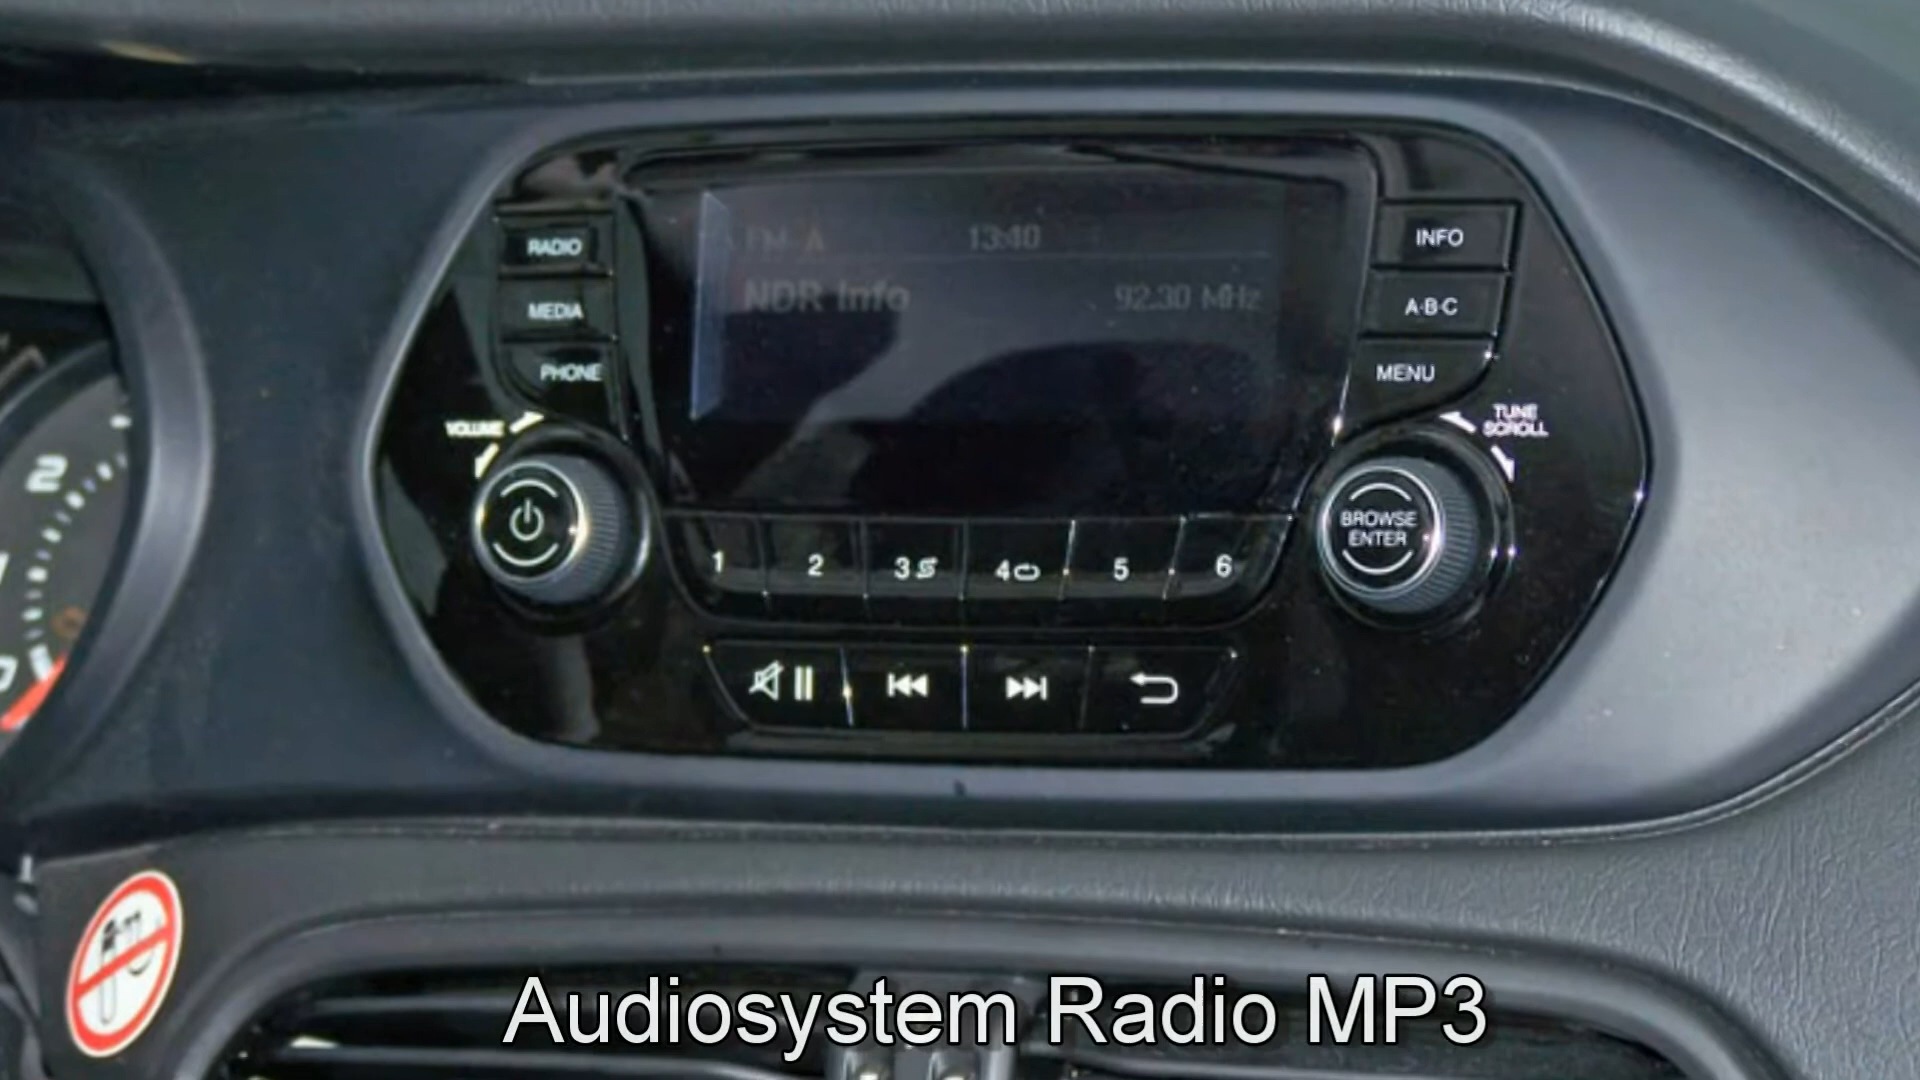 RADIO
MEDIA
PHONE
VOLUME
FM-A 13:40
NDR Info 92.30 MHz
INFO
A·B·C
MENU
TUNE
SCROLL
BROWSE
ENTER
1 2 3 4 5 6
2
Audiosystem Radio MP3